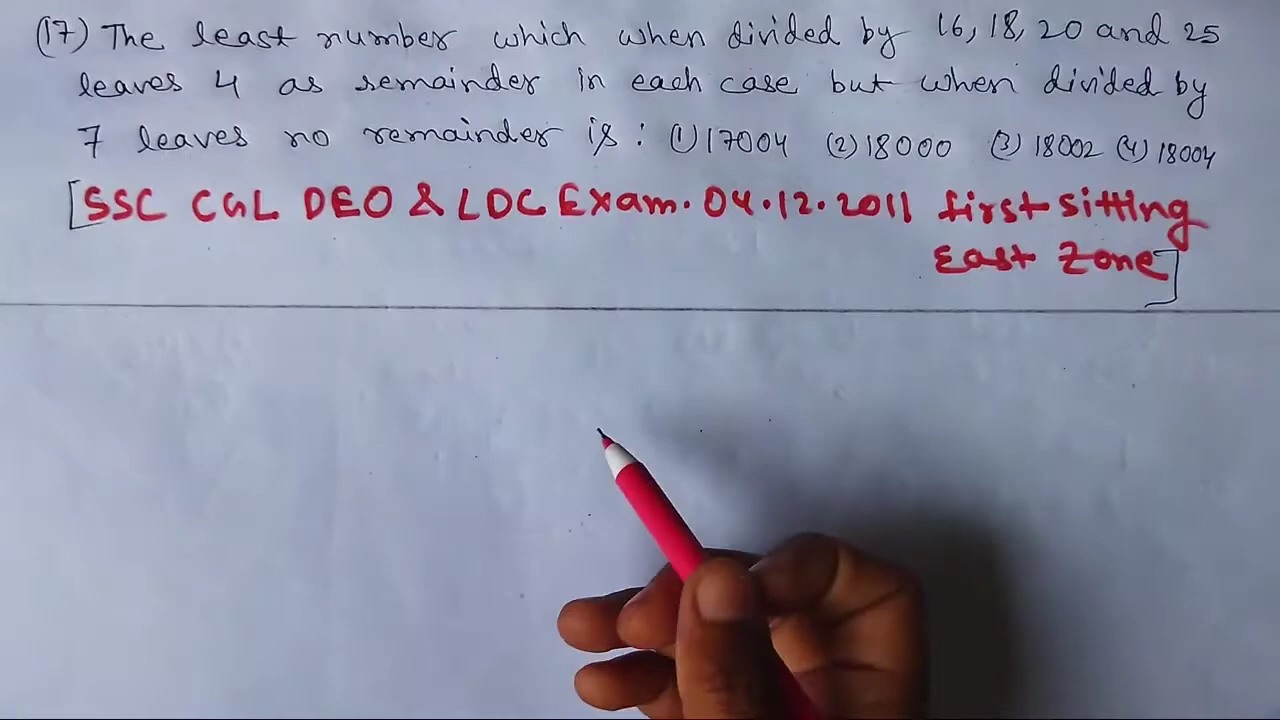 (17) The least number which when divided by 16, 18, 20 and 25
leaves 4 as remainder in each case but when divided by
7 leaves no remainder is : (1) 17004 (2) 18000 (3) 18002 (4) 18004
[SSC CGL DEO & LDC Exam. 04.12.2011 first sitting
East Zone]